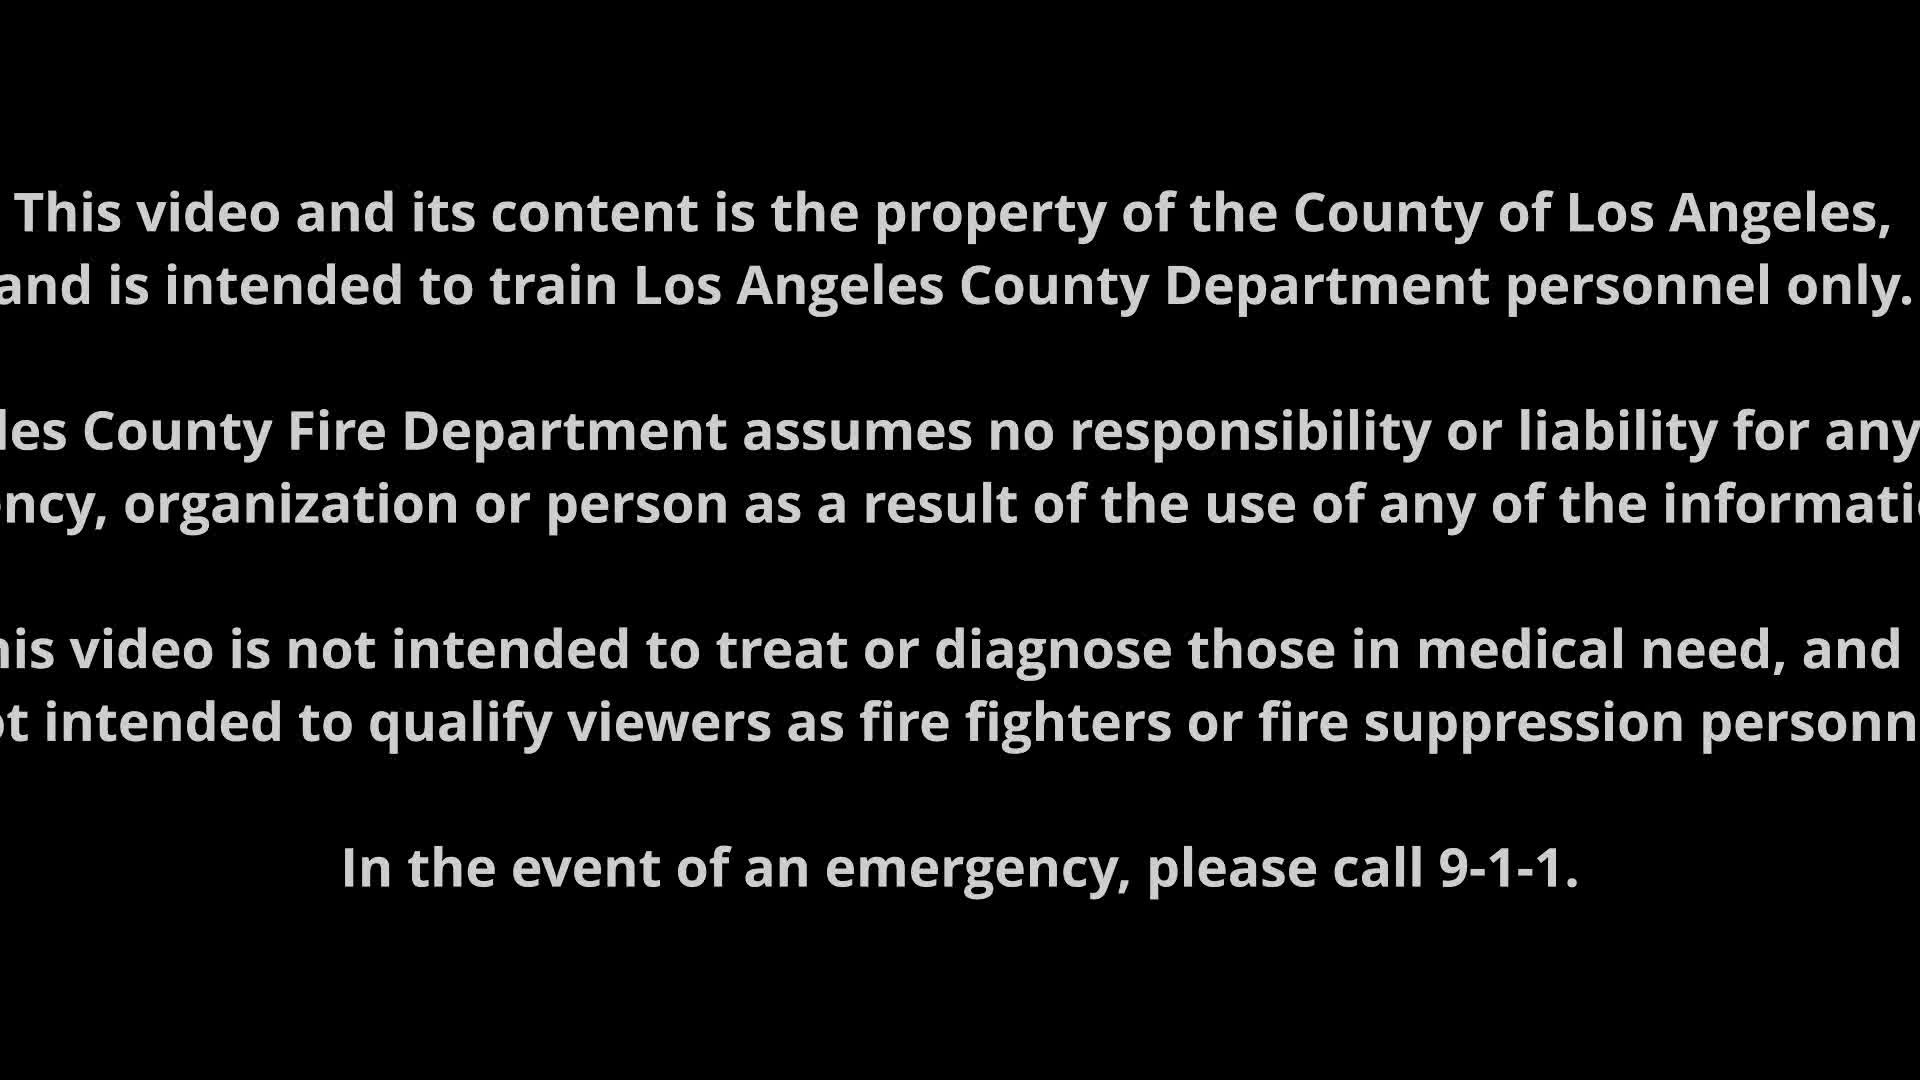 This video and its content is the property of the County of Los Angeles,
and is intended to train Los Angeles County Department personnel only.
les County Fire Department assumes no responsibility or liability for any
ncy, organization or person as a result of the use of any of the informati
his video is not intended to treat or diagnose those in medical need, and
ot intended to qualify viewers as fire fighters or fire suppression personn
In the event of an emergency, please call 9-1-1.